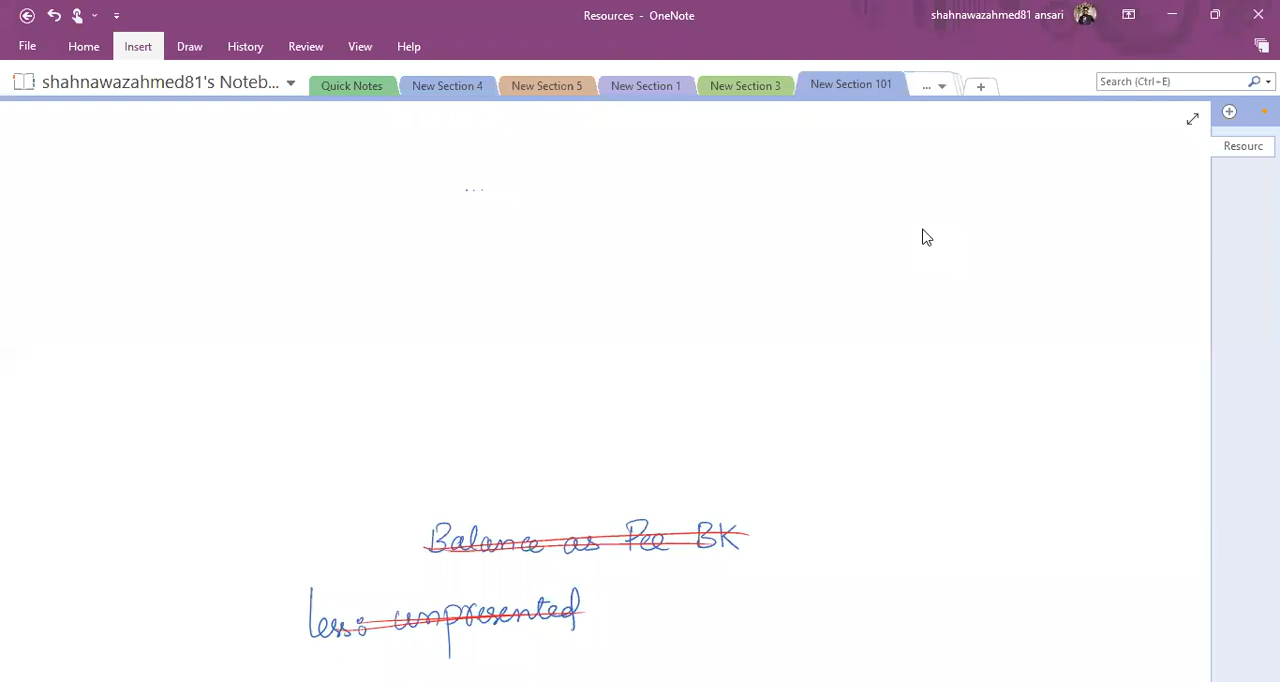 Resources - OneNote
shahnawazahmed81 ansari
File Home Insert Draw History Review View Help
shahnawazahmed81's Noteb... Quick Notes New Section 4 New Section 5 New Section 1 New Section 3 New Section 101 ... + Search (Ctrl+E)
Resourc
...
Balance as Per BK
less: unpresented